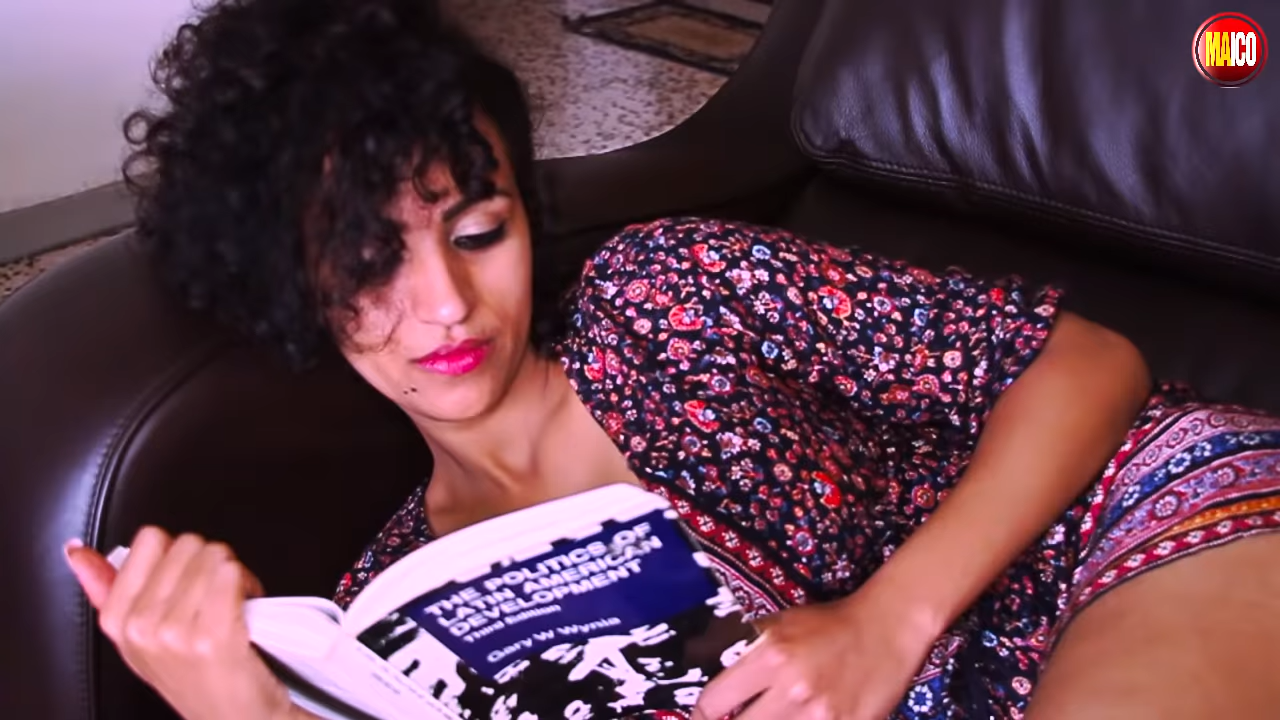 MAICO
THE POLITICS OF
LATIN AMERICAN
DEVELOPMENT
Third Edition
Gary W Wynia